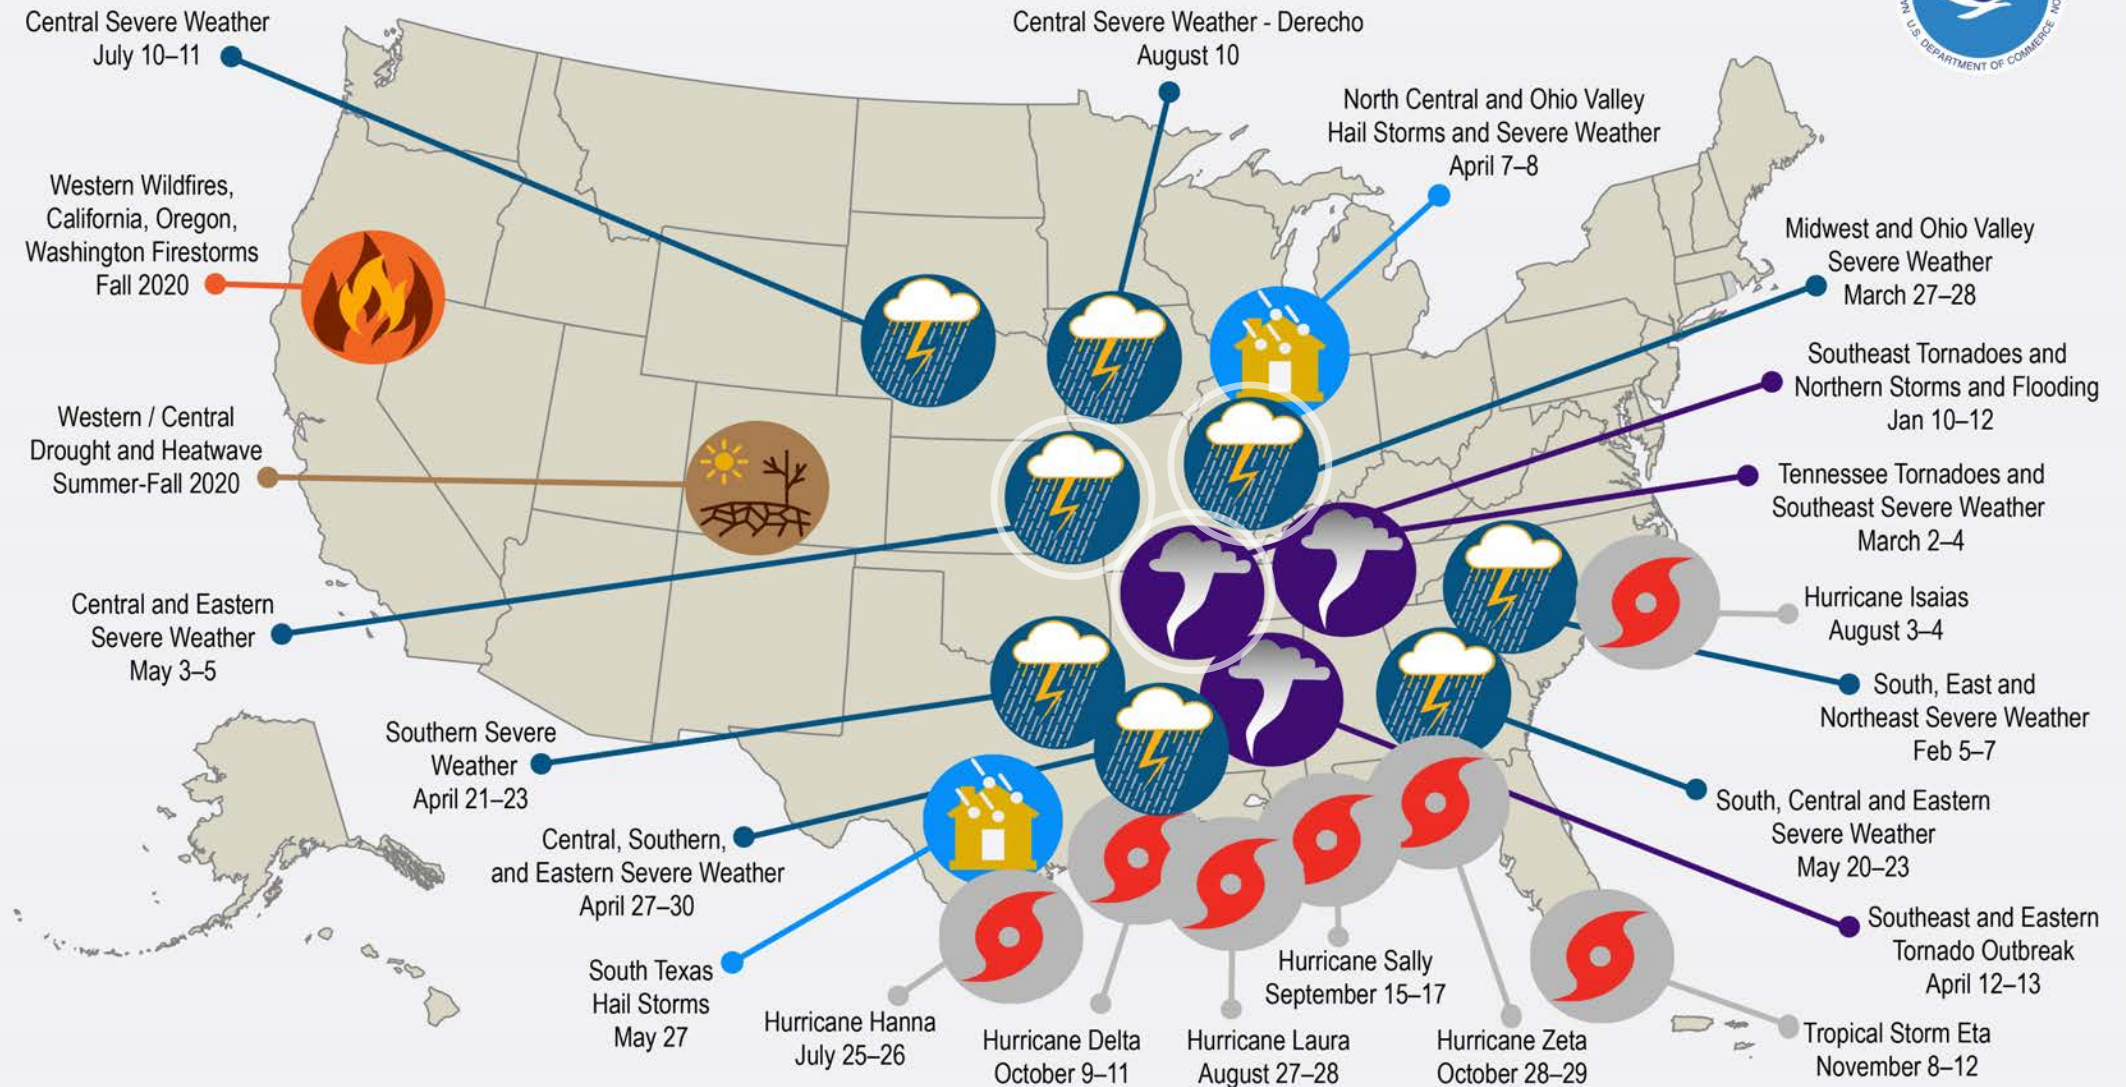 Central Severe Weather
July 10–11
Central Severe Weather - Derecho
August 10
U.S. DEPARTMENT OF COMMERCE
North Central and Ohio Valley
Hail Storms and Severe Weather
April 7–8
Western Wildfires,
California, Oregon,
Washington Firestorms
Fall 2020
Midwest and Ohio Valley
Severe Weather
March 27–28
Southeast Tornadoes and
Northern Storms and Flooding
Jan 10–12
Western / Central
Drought and Heatwave
Summer-Fall 2020
Tennessee Tornadoes and
Southeast Severe Weather
March 2–4
Central and Eastern
Severe Weather
May 3–5
Hurricane Isaias
August 3–4
South, East and
Northeast Severe Weather
Feb 5–7
Southern Severe
Weather
April 21–23
South, Central and Eastern
Severe Weather
May 20–23
Central, Southern,
and Eastern Severe Weather
April 27–30
Southeast and Eastern
Tornado Outbreak
April 12–13
South Texas
Hail Storms
May 27
Hurricane Hanna
July 25–26
Hurricane Delta
October 9–11
Hurricane Laura
August 27–28
Hurricane Sally
September 15–17
Hurricane Zeta
October 28–29
Tropical Storm Eta
November 8–12